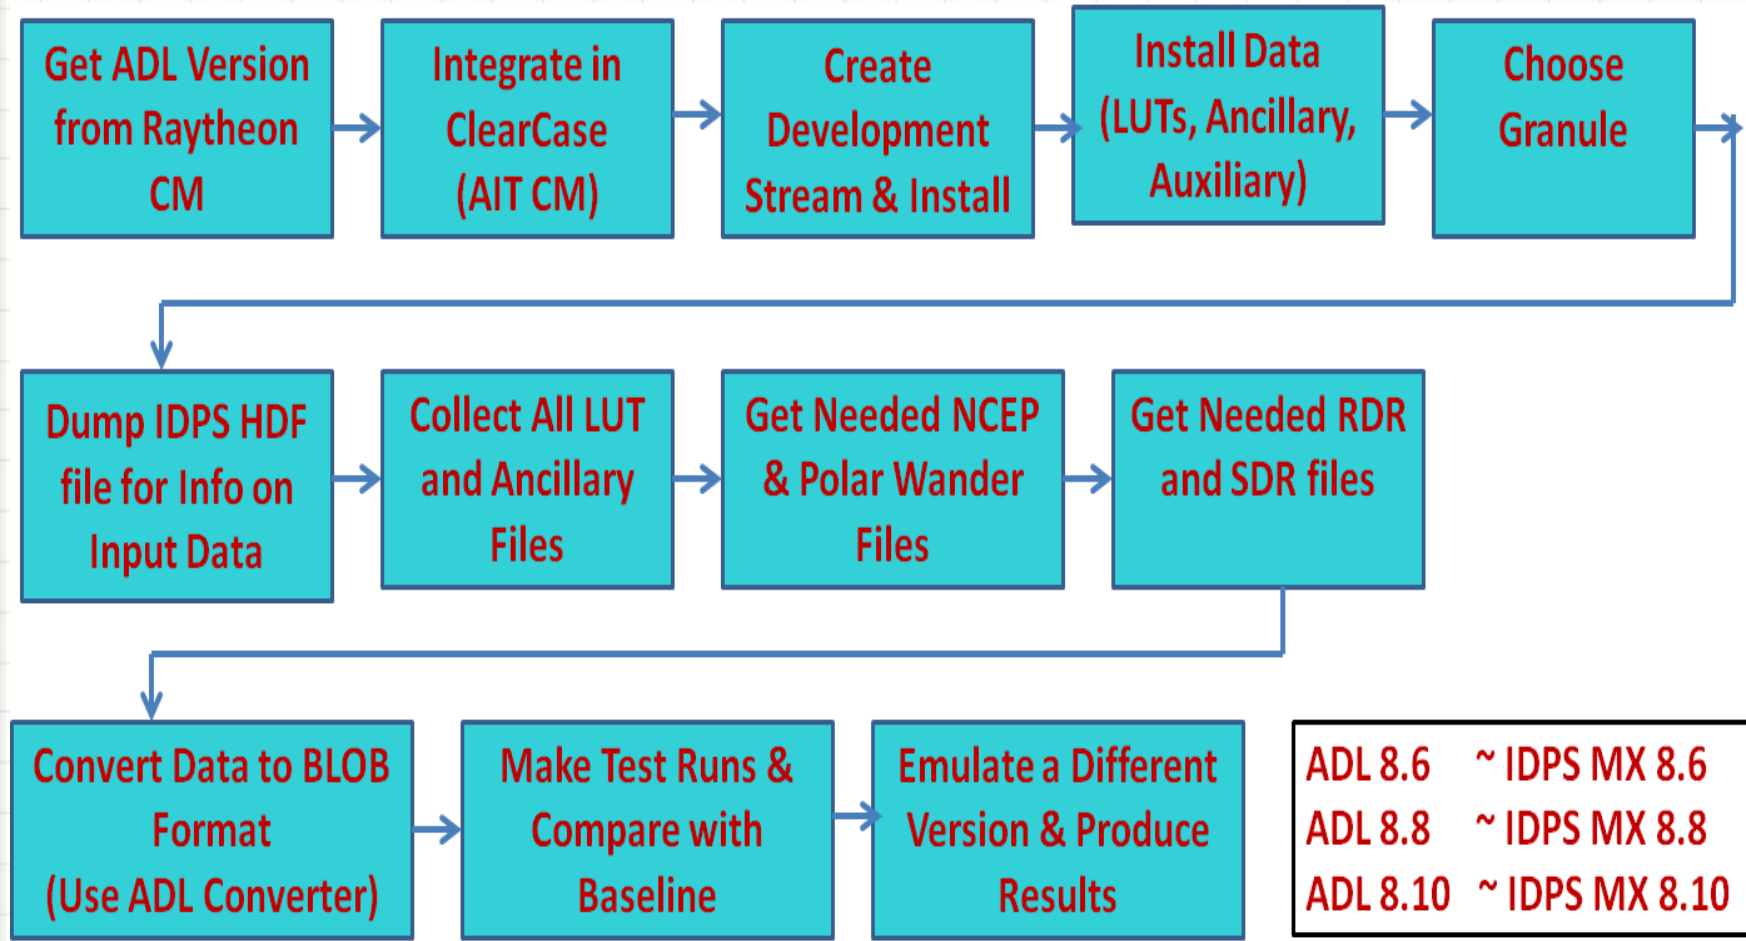 Get ADL Version
from Raytheon
CM
Integrate in
ClearCase
(AIT CM)
Create
Development
Stream & Install
Install Data
(LUTs, Ancillary,
Auxiliary)
Choose
Granule
Dump IDPS HDF
file for Info on
Input Data
Collect All LUT
and Ancillary
Files
Get Needed NCEP
& Polar Wander
Files
Get Needed RDR
and SDR files
Convert Data to BLOB
Format
(Use ADL Converter)
Make Test Runs &
Compare with
Baseline
Emulate a Different
Version & Produce
Results
ADL 8.6 ~ IDPS MX 8.6
ADL 8.8 ~ IDPS MX 8.8
ADL 8.10 ~ IDPS MX 8.10